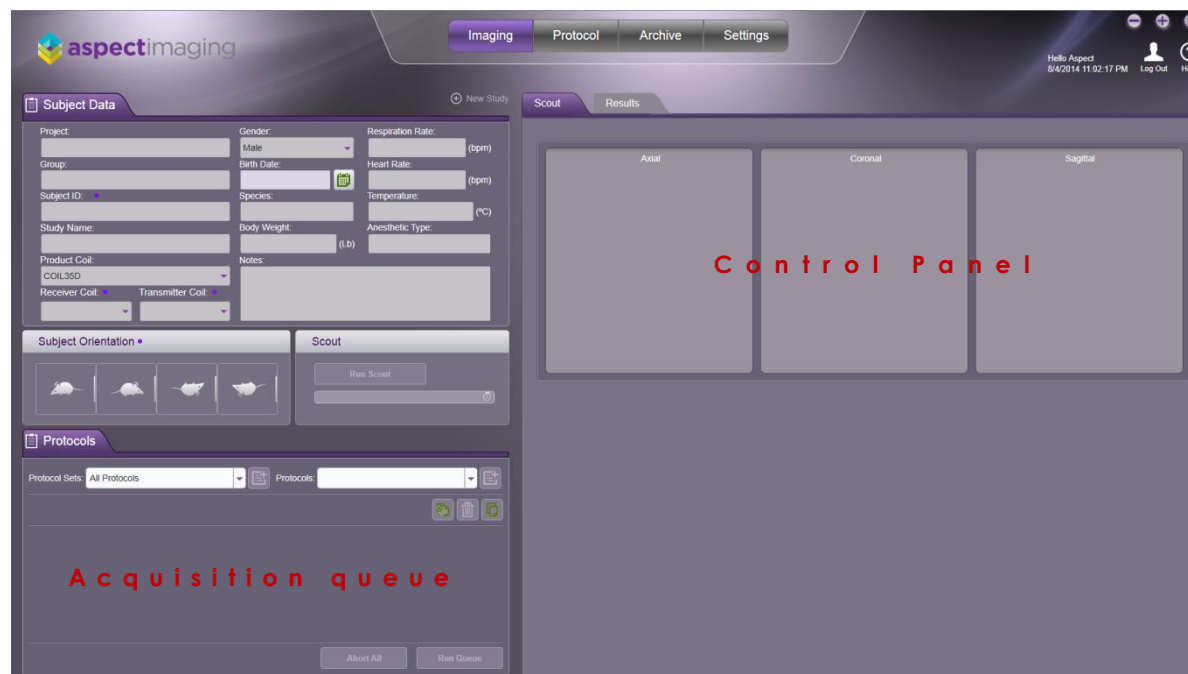 aspectimaging
Imaging Protocol Archive Settings
Hello Aspect
8/4/2014 11:02:17 PM Log Out
Subject Data New Study
Project: Gender: Respiration Rate:
Male (bpm)
Group: Birth Date: Heart Rate:
(bpm)
Subject ID: Species: Temperature:
(ºC)
Study Name: Body Weight: Anesthetic Type:
(Lb)
Product Coil: Notes:
COIL35D
Receiver Coil: Transmitter Coil:
Subject Orientation Scout
Run Scout
Protocols
Protocol Sets: All Protocols Protocols:
Acquisition queue
Abort All Run Queue
Scout Results
Axial Coronal Sagittal
Control Panel